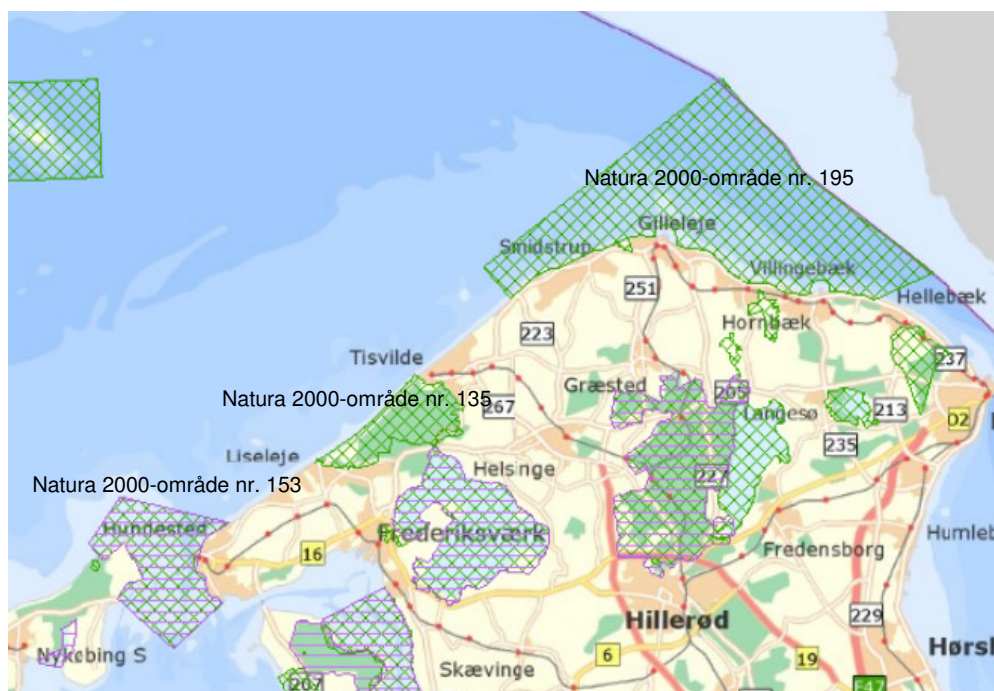 Natura 2000-område nr. 195
Gilleleje
Smidstrup
Villingebæk
251
Hellebæk
223
Hornbæk
Tisvilde
237
Græsted
205
Natura 2000-område nr. 135
267
Langesø
213
O2
235
Liseleje
Helsinge
227
Natura 2000-område nr. 153
Hundested
Frederiksværk
16
Fredensborg
Humleb
Hillerød
229
Hørsh
Nykøbing S
6
19
Skævinge
207
E47